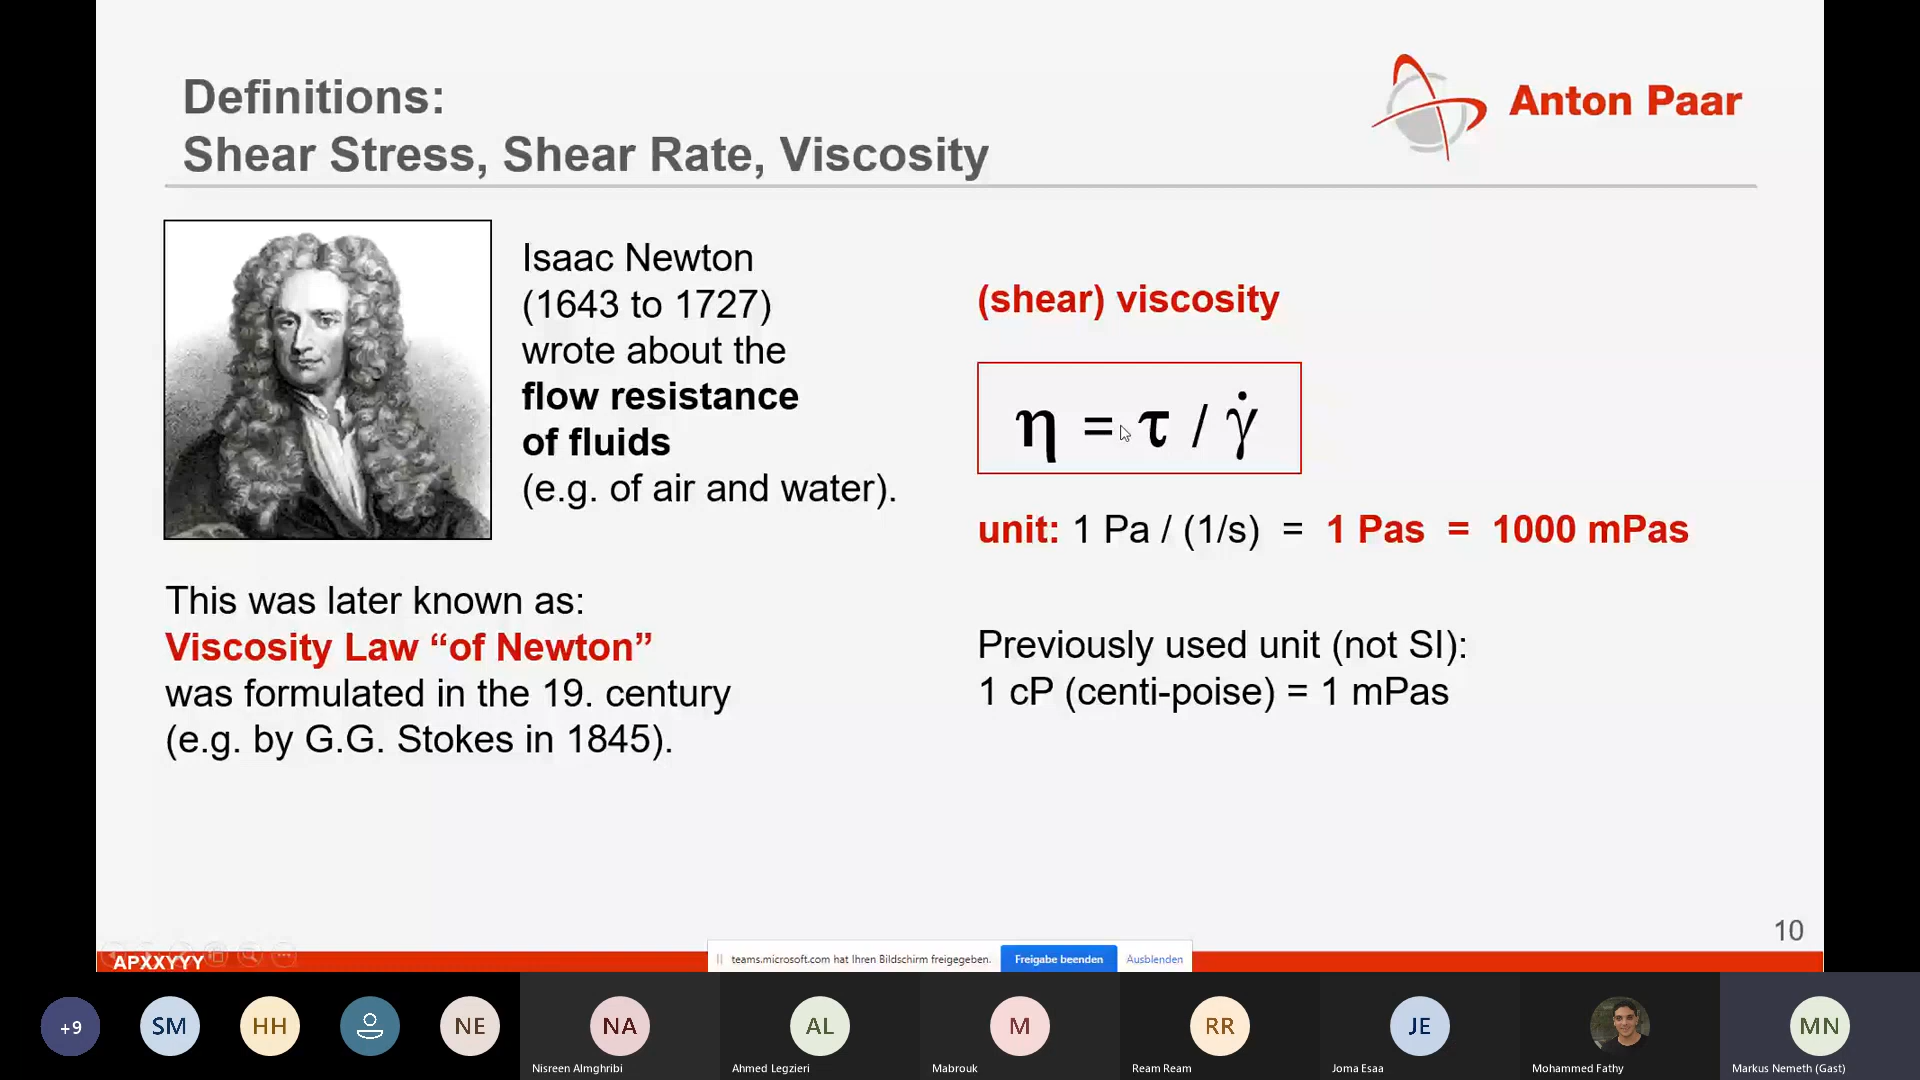 Definitions:
Shear Stress, Shear Rate, Viscosity
Anton Paar
Isaac Newton
(1643 to 1727)
wrote about the
flow resistance
of fluids
(e.g. of air and water).
This was later known as:
Viscosity Law “of Newton”
was formulated in the 19. century
(e.g. by G.G. Stokes in 1845).
(shear) viscosity
η = τ / γ̇
unit: 1 Pa / (1/s) = 1 Pas = 1000 mPas
Previously used unit (not SI):
1 cP (centi-poise) = 1 mPas
10
APXXYYY
teams.microsoft.com hat Ihren Bildschirm freigegeben.
Freigabe beenden
Ausblenden
+9
SM
HH
NE
NA
AL
M
RR
JE
MN
Nisreen Almghribi
Ahmed Legzieri
Mabrouk
Ream Ream
Joma Esaa
Mohammed Fathy
Markus Nemeth (Gast)